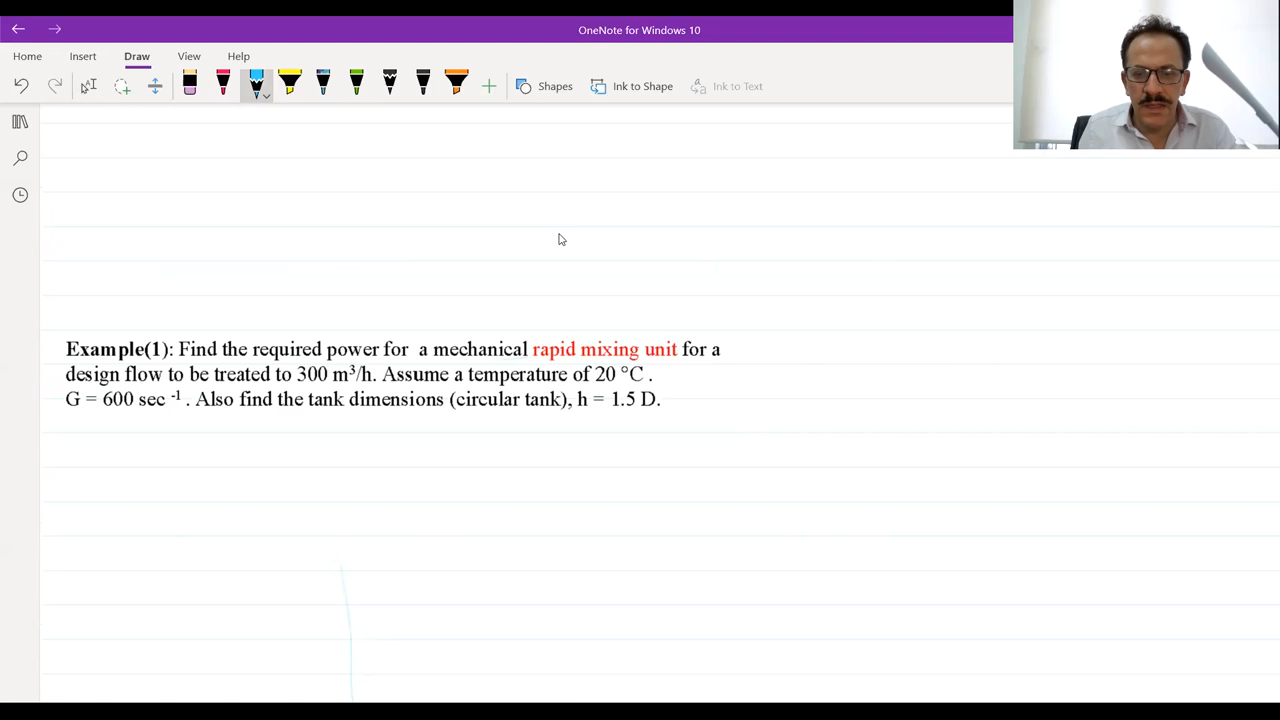 OneNote for Windows 10
Home Insert Draw View Help
Shapes Ink to Shape Ink to Text
Example(1): Find the required power for a mechanical rapid mixing unit for a
design flow to be treated to 300 m³/h. Assume a temperature of 20 °C .
G = 600 sec ⁻¹ . Also find the tank dimensions (circular tank), h = 1.5 D.